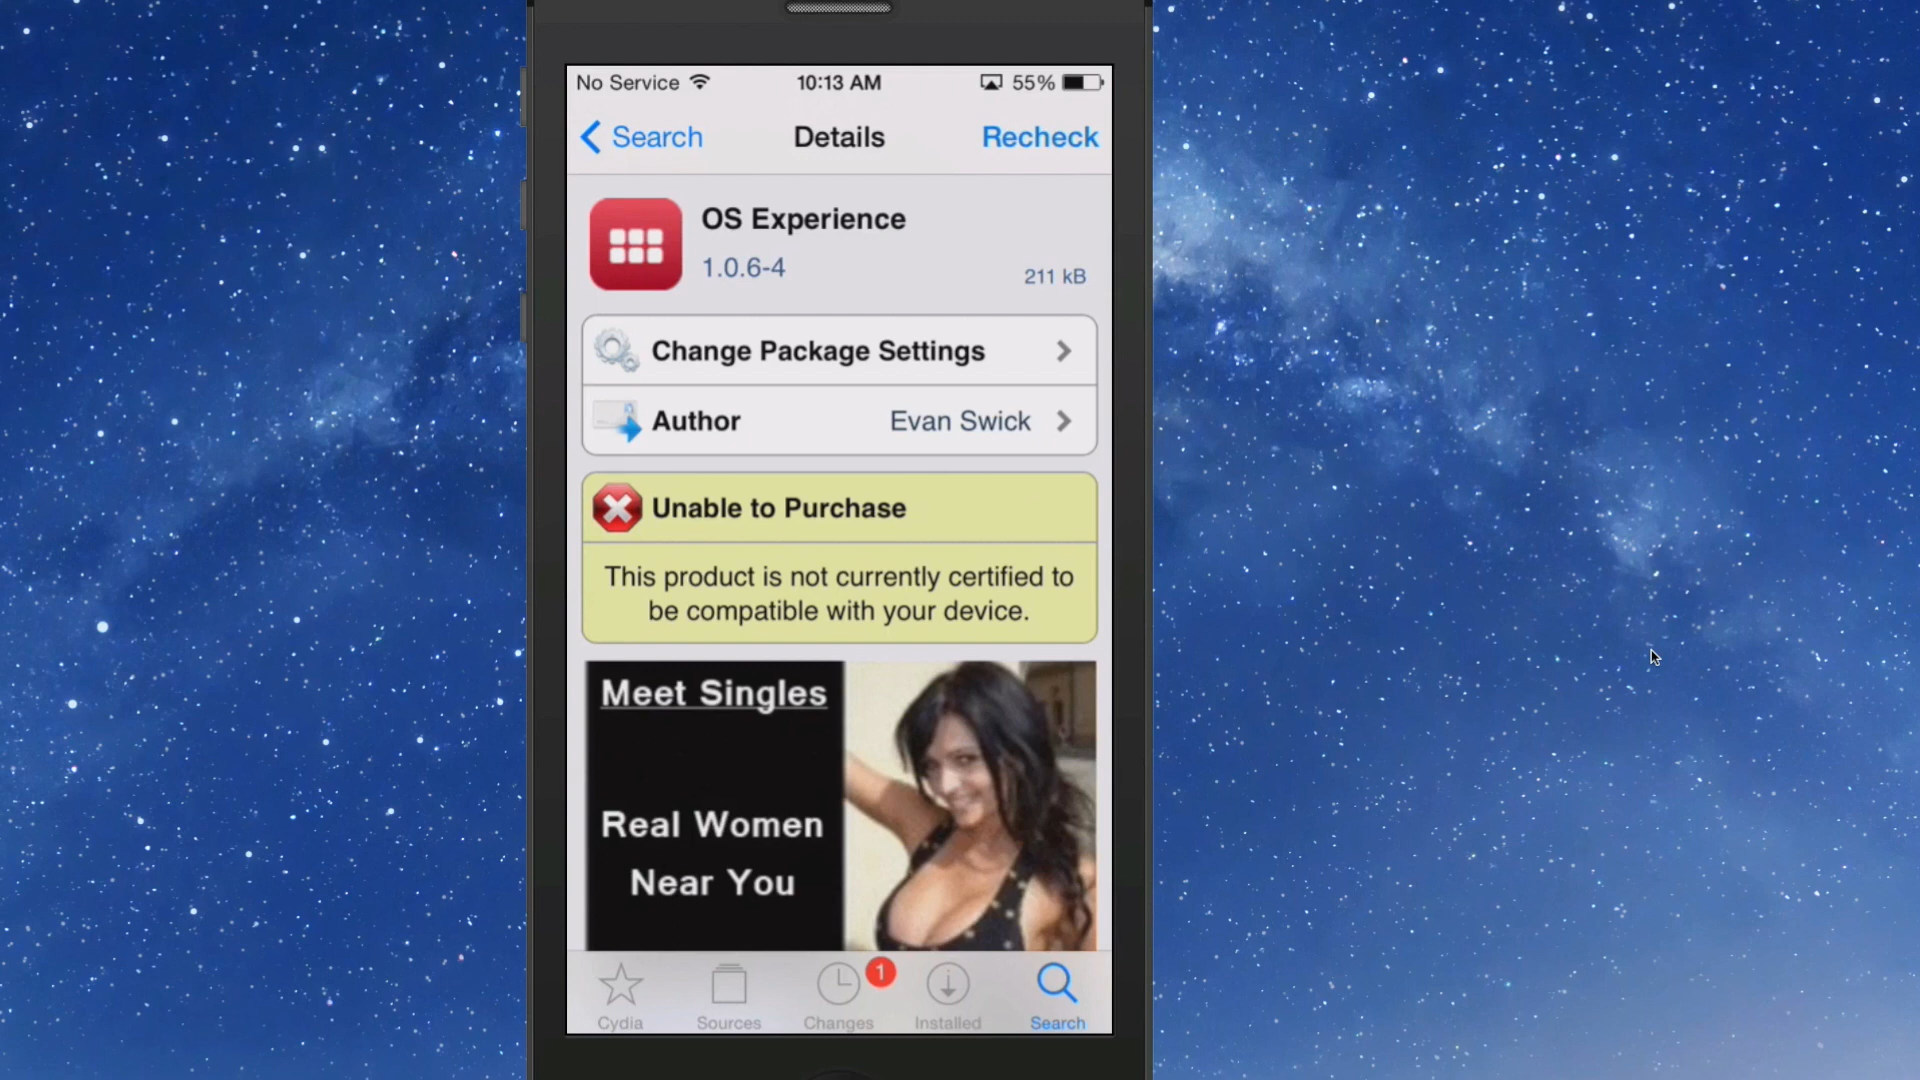 No Service 10:13 AM 55%
Search Details Recheck
OS Experience
1.0.6-4 211 kB
Change Package Settings
Author Evan Swick
Unable to Purchase
This product is not currently certified to
be compatible with your device.
Meet Singles
Real Women
Near You
1
Cydia Sources Changes Installed Search